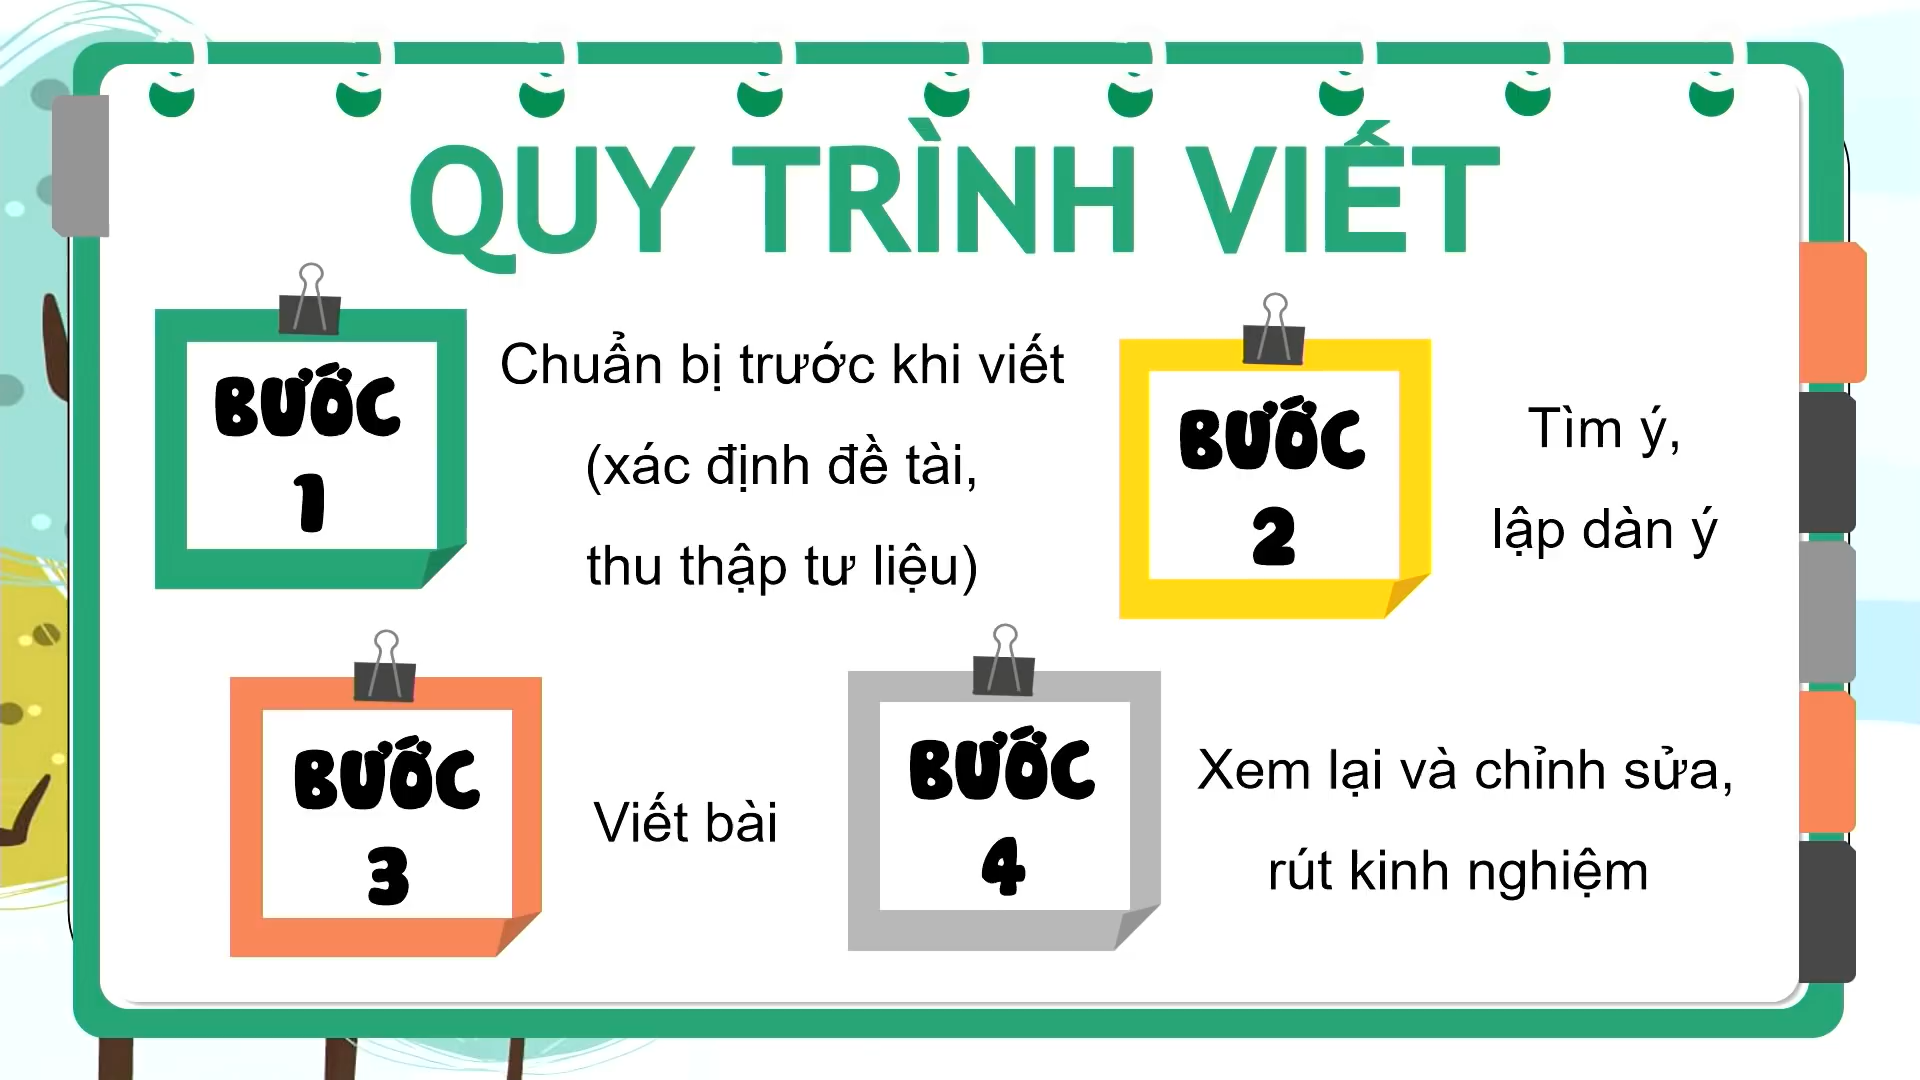 QUY TRÌNH VIẾT
BƯỚC
1
Chuẩn bị trước khi viết
(xác định đề tài,
thu thập tư liệu)
BƯỚC
2
Tìm ý,
lập dàn ý
BƯỚC
3
Viết bài
BƯỚC
4
Xem lại và chỉnh sửa,
rút kinh nghiệm